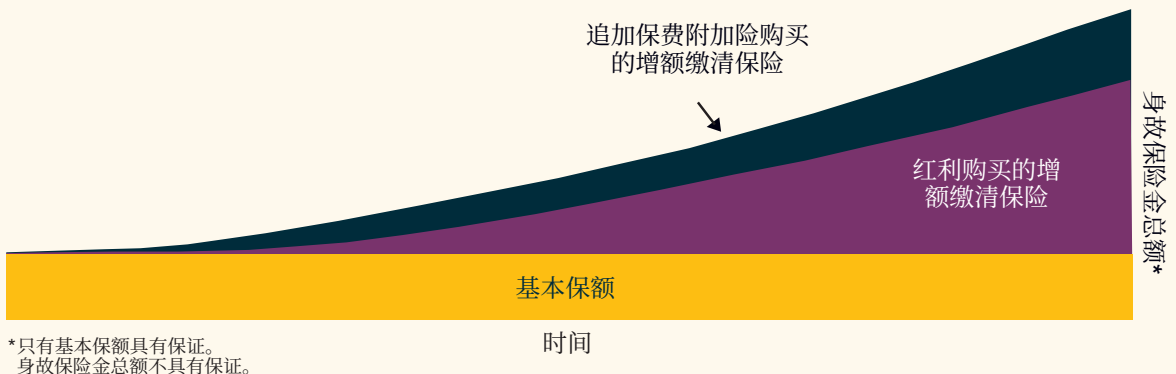 追加保费附加险购买
的增额缴清保险
红利购买的增
额缴清保险
身故保险金总额*
基本保额
时间
*只有基本保额具有保证。
身故保险金总额不具有保证。